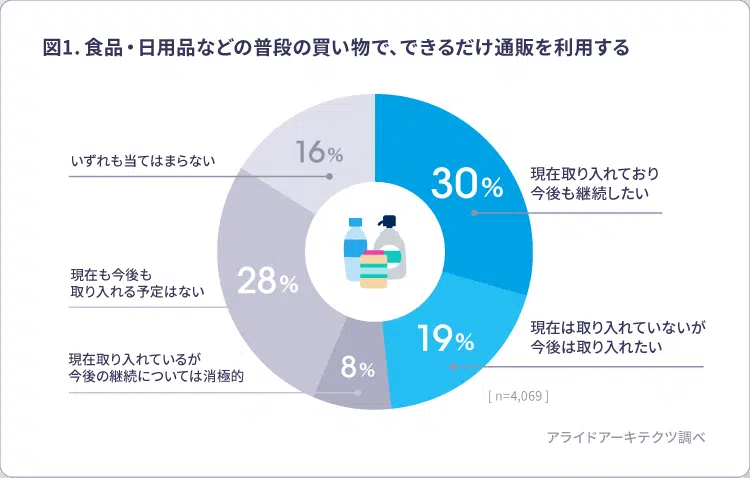 図1. 食品・日用品などの普段の買い物で、できるだけ通販を利用する
30%
現在取り入れており
今後も継続したい
19%
現在は取り入れていないが
今後は取り入れたい
8%
現在取り入れているが
今後の継続については消極的
28%
現在も今後も
取り入れる予定はない
16%
いずれも当てはまらない
[ n=4,069 ]
アライドアーキテクツ調べ